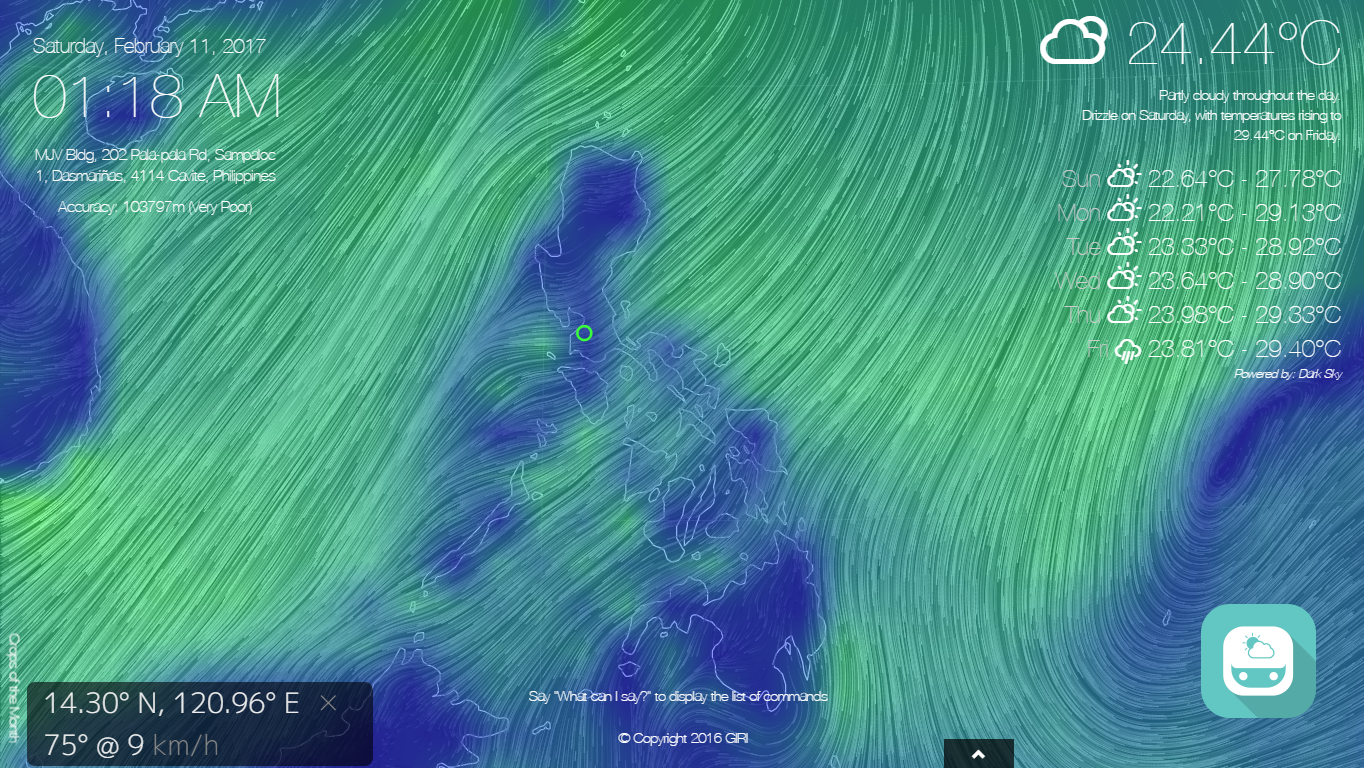 Saturday, February 11, 2017
01:18 AM
MJV Bldg, 202 Pala-pala Rd, Sampaloc
1, Dasmariñas, 4114 Cavite, Philippines
Accuracy: 103797m (Very Poor)
24.44°C
Partly cloudy throughout the day.
Drizzle on Saturday, with temperatures rising to
29.44°C on Friday.
Sun 22.64°C - 27.78°C
Mon 22.21°C - 29.13°C
Tue 23.33°C - 28.92°C
Wed 23.64°C - 28.90°C
Thu 23.98°C - 29.33°C
Fri 23.81°C - 29.40°C
Powered by: Dark Sky
Crops of the Month
14.30° N, 120.96° E ×
75° @ 9 km/h
Say "What can I say?" to display the list of commands
© Copyright 2016 GIRI